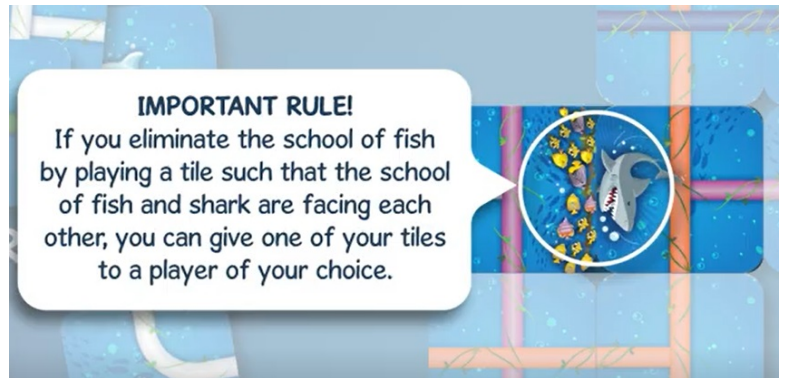 IMPORTANT RULE!
If you eliminate the school of fish
by playing a tile such that the school
of fish and shark are facing each
other, you can give one of your tiles
to a player of your choice.